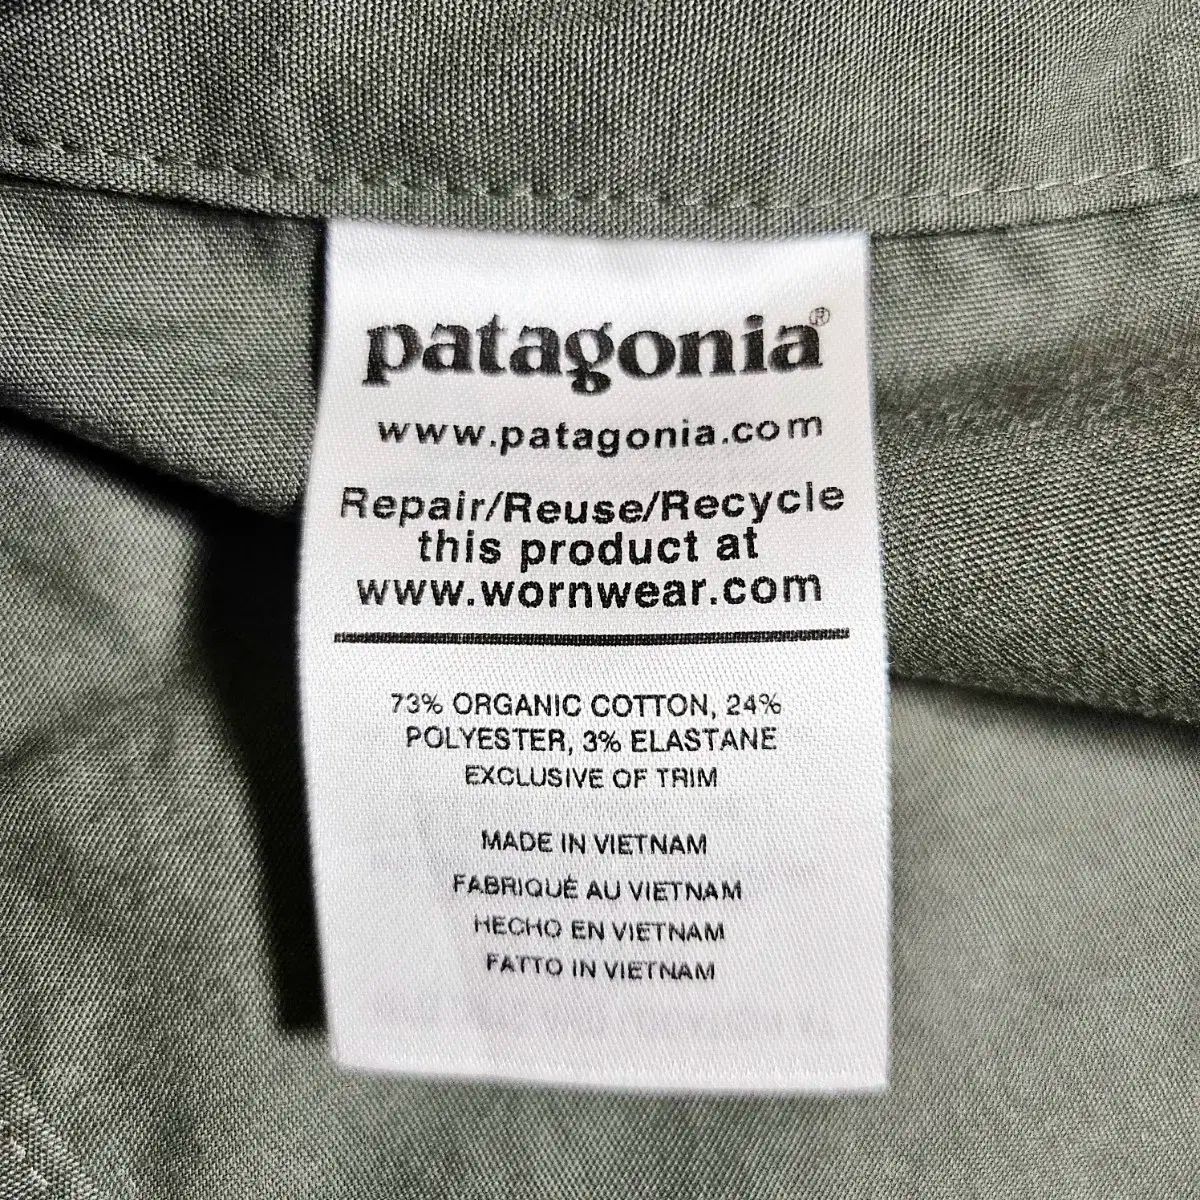 patagonia®
www.patagonia.com
Repair/Reuse/Recycle
this product at
www.wornwear.com
73% ORGANIC COTTON, 24%
POLYESTER, 3% ELASTANE
EXCLUSIVE OF TRIM
MADE IN VIETNAM
FABRIQUÉ AU VIETNAM
HECHO EN VIETNAM
FATTO IN VIETNAM